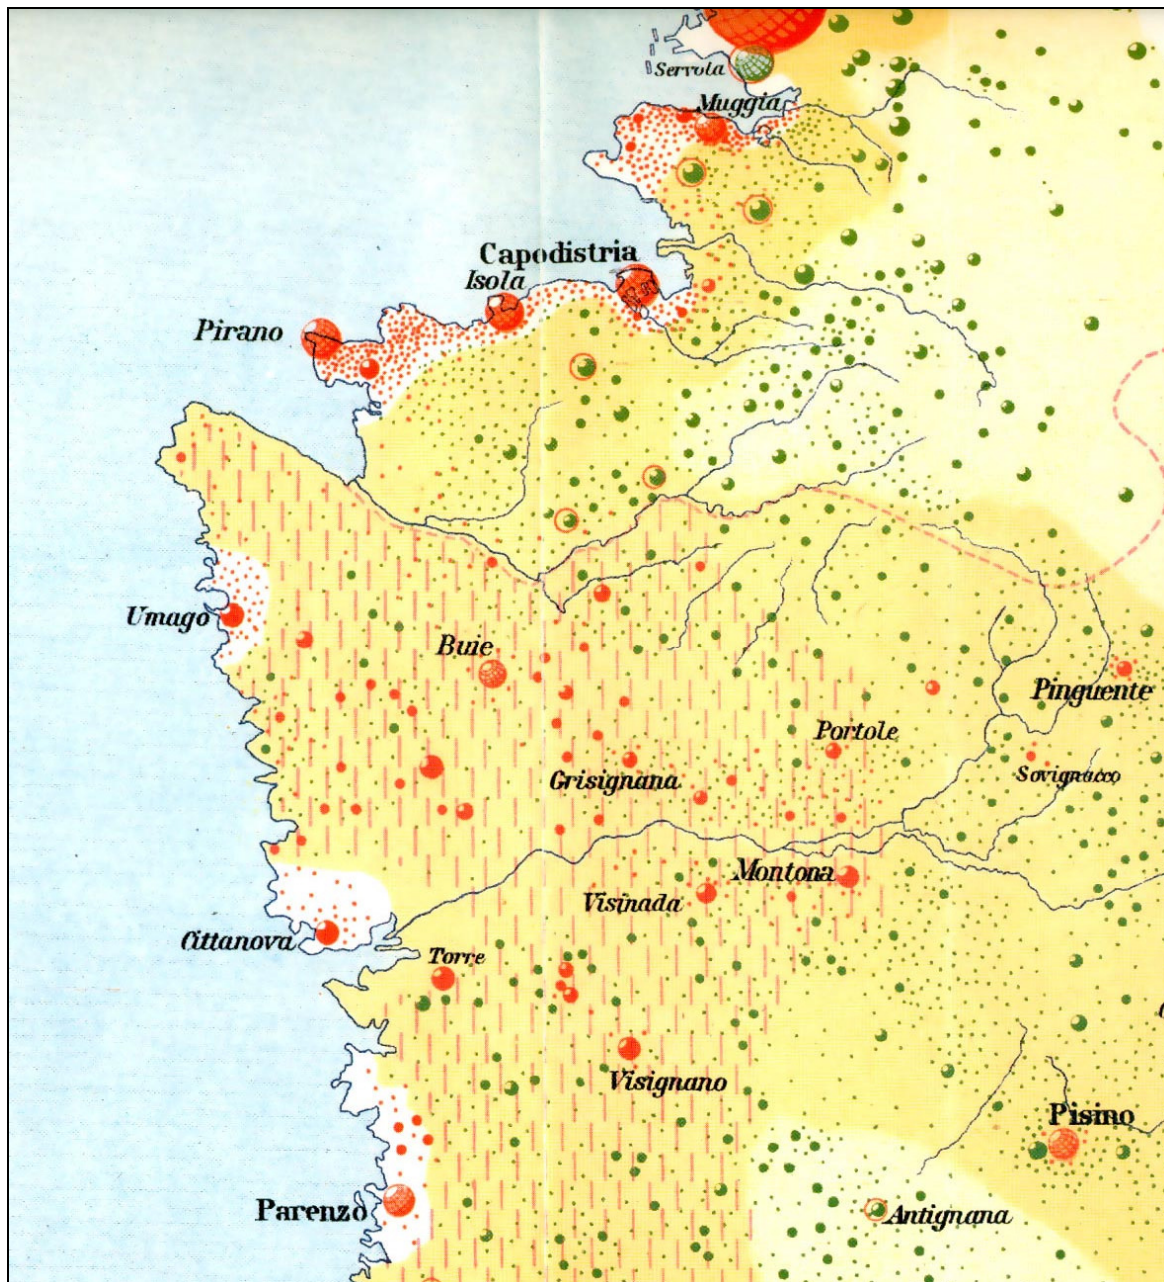 Servola
Muggia
Capodistria
Isola
Pirano
Umago
Buie
Pinguente
Portole
Grisignana
Sovignacco
Montona
Visinada
Cittanova
Torre
Visignano
Pisino
Parenzo
Antignana